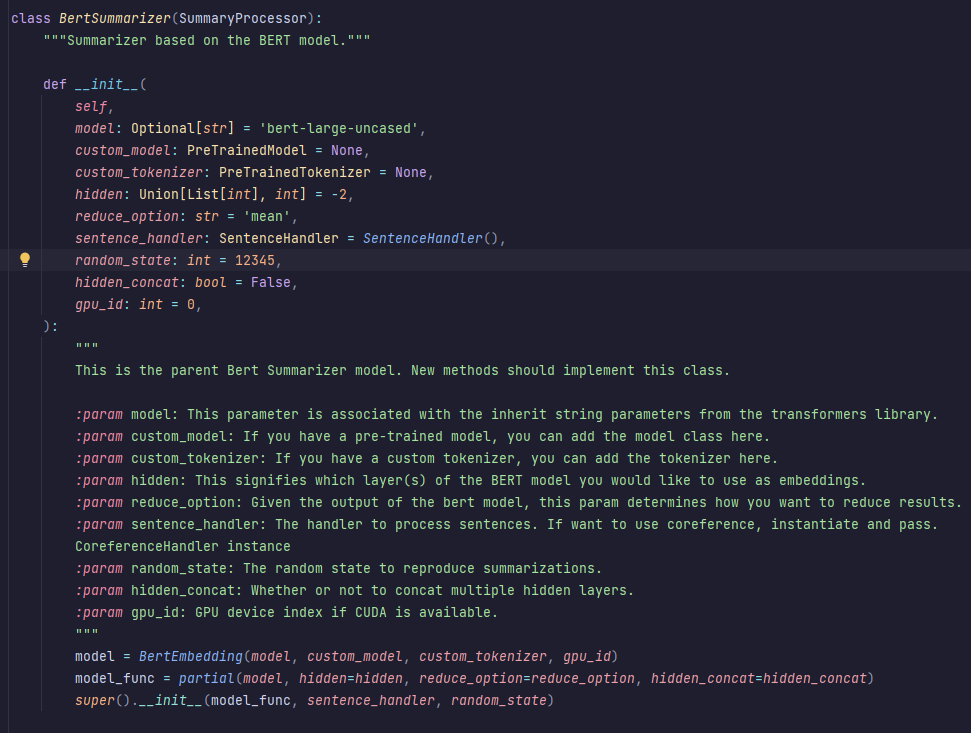 class BertSummarizer(SummaryProcessor):
    """Summarizer based on the BERT model."""

    def __init__(
        self,
        model: Optional[str] = 'bert-large-uncased',
        custom_model: PreTrainedModel = None,
        custom_tokenizer: PreTrainedTokenizer = None,
        hidden: Union[List[int], int] = -2,
        reduce_option: str = 'mean',
        sentence_handler: SentenceHandler = SentenceHandler(),
        random_state: int = 12345,
        hidden_concat: bool = False,
        gpu_id: int = 0,
    ):
        """
        This is the parent Bert Summarizer model. New methods should implement this class.

        :param model: This parameter is associated with the inherit string parameters from the transformers library.
        :param custom_model: If you have a pre-trained model, you can add the model class here.
        :param custom_tokenizer: If you have a custom tokenizer, you can add the tokenizer here.
        :param hidden: This signifies which layer(s) of the BERT model you would like to use as embeddings.
        :param reduce_option: Given the output of the bert model, this param determines how you want to reduce results.
        :param sentence_handler: The handler to process sentences. If want to use coreference, instantiate and pass.
        CoreferenceHandler instance
        :param random_state: The random state to reproduce summarizations.
        :param hidden_concat: Whether or not to concat multiple hidden layers.
        :param gpu_id: GPU device index if CUDA is available.
        """
        model = BertEmbedding(model, custom_model, custom_tokenizer, gpu_id)
        model_func = partial(model, hidden=hidden, reduce_option=reduce_option, hidden_concat=hidden_concat)
        super().__init__(model_func, sentence_handler, random_state)